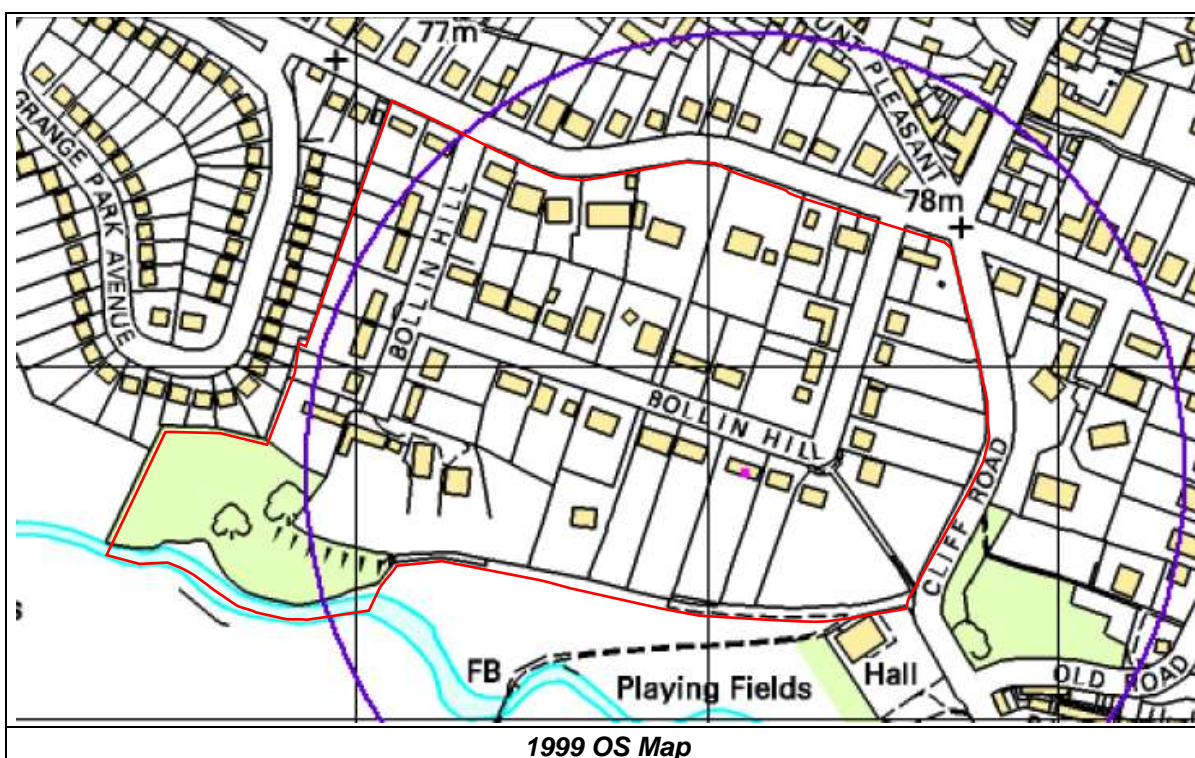 77m
UNT
PLEASANT
GRANGE PARK AVENUE
78m
BOLLIN HILL
BOLLIN HILL
CLIFF ROAD
s
FB
Playing Fields
Hall
OLD ROAD
1999 OS Map